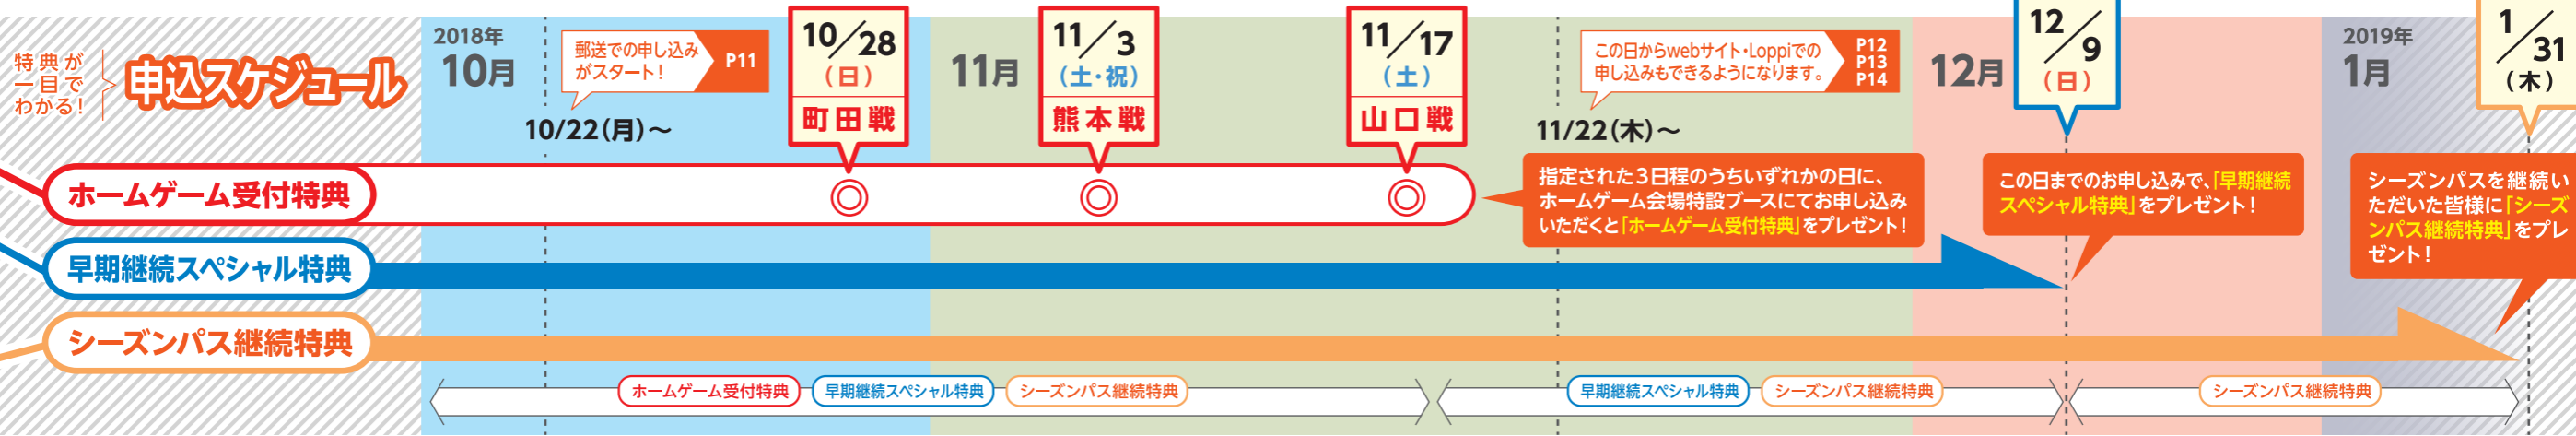 特典が
一目で
わかる!
申込スケジュール
2018年
10月
郵送での申し込み
がスタート!
P11
10/22(月)〜
10/28
(日)
町田戦
11月
11/3
(土・祝)
熊本戦
11/17
(土)
山口戦
この日からwebサイト・Loppiでの
申し込みもできるようになります。
P12
P13
P14
11/22(木)〜
12月
12/9
(日)
2019年
1月
1/31
(木)
ホームゲーム受付特典
指定された3日程のうちいずれかの日に、
ホームゲーム会場特設ブースにてお申し込み
いただくと「ホームゲーム受付特典」をプレゼント!
この日までのお申し込みで、「早期継続
スペシャル特典」をプレゼント!
シーズンパスを継続い
ただいた皆様に「シーズ
ンパス継続特典」をプレ
ゼント!
早期継続スペシャル特典
シーズンパス継続特典
ホームゲーム受付特典 早期継続スペシャル特典 シーズンパス継続特典
早期継続スペシャル特典 シーズンパス継続特典
シーズンパス継続特典